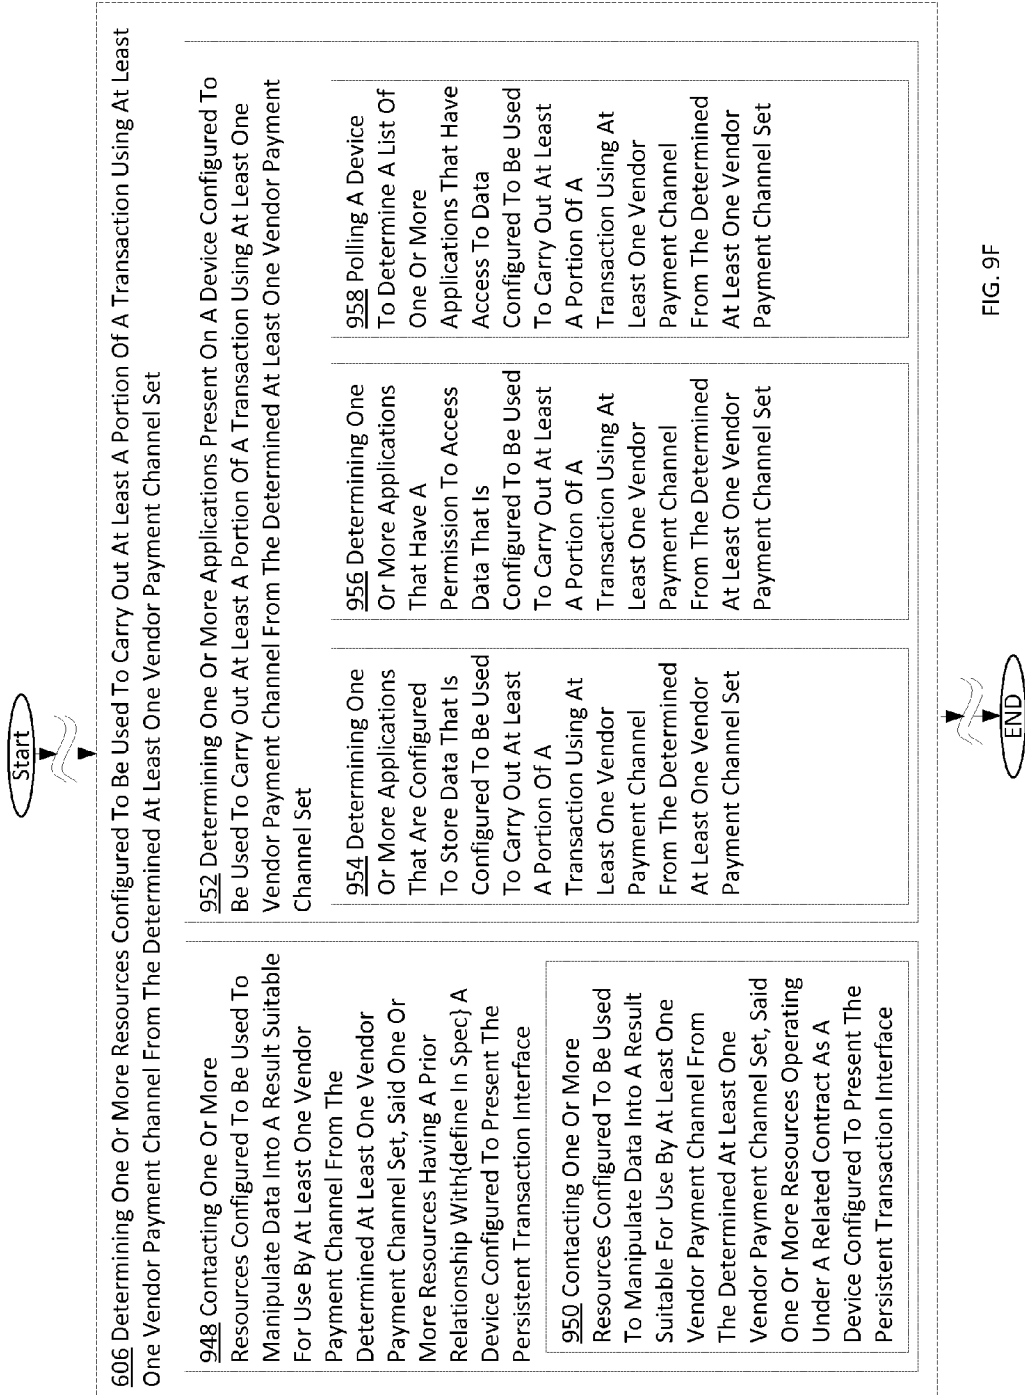 Start
606 Determining One Or More Resources Configured To Be Used To Carry Out At Least A Portion Of A Transaction Using At Least
One Vendor Payment Channel From The Determined At Least One Vendor Payment Channel Set
948 Contacting One Or More
Resources Configured To Be Used To
Manipulate Data Into A Result Suitable
For Use By At Least One Vendor
Payment Channel From The
Determined At Least One Vendor
Payment Channel Set, Said One Or
More Resources Having A Prior
Relationship With{define In Spec} A
Device Configured To Present The
Persistent Transaction Interface
950 Contacting One Or More
Resources Configured To Be Used
To Manipulate Data Into A Result
Suitable For Use By At Least One
Vendor Payment Channel From
The Determined At Least One
Vendor Payment Channel Set, Said
One Or More Resources Operating
Under A Related Contract As A
Device Configured To Present The
Persistent Transaction Interface
952 Determining One Or More Applications Present On A Device Configured To
Be Used To Carry Out At Least A Portion Of A Transaction Using At Least One
Vendor Payment Channel From The Determined At Least One Vendor Payment
Channel Set
954 Determining One
Or More Applications
That Are Configured
To Store Data That Is
Configured To Be Used
To Carry Out At Least
A Portion Of A
Transaction Using At
Least One Vendor
Payment Channel
From The Determined
At Least One Vendor
Payment Channel Set
956 Determining One
Or More Applications
That Have A
Permission To Access
Data That Is
Configured To Be Used
To Carry Out At Least
A Portion Of A
Transaction Using At
Least One Vendor
Payment Channel
From The Determined
At Least One Vendor
Payment Channel Set
958 Polling A Device
To Determine A List Of
One Or More
Applications That Have
Access To Data
Configured To Be Used
To Carry Out At Least
A Portion Of A
Transaction Using At
Least One Vendor
Payment Channel
From The Determined
At Least One Vendor
Payment Channel Set
END
FIG. 9F